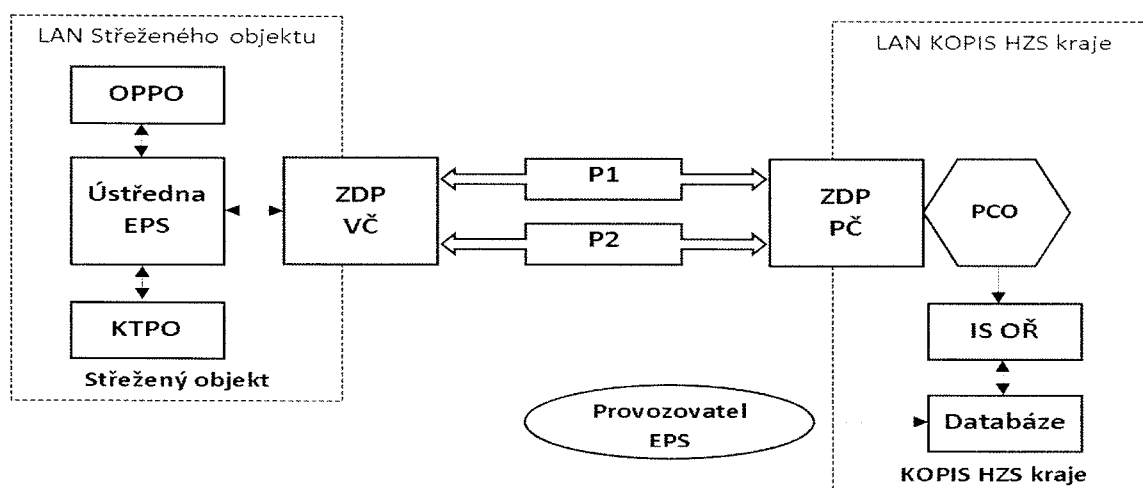 LAN Střeženého objektu
OPPO
Ústředna
EPS
KTPO
Střežený objekt
ZDP
VČ
P1
P2
LAN KOPIS HZS kraje
ZDP
PČ
PCO
IS OŘ
Databáze
KOPIS HZS kraje
Provozovatel
EPS